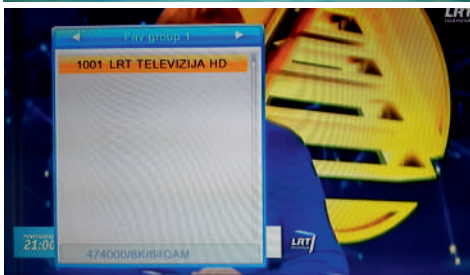 LRT
Fav group 1
1001 LRT TELEVIZIJA HD
21:00
LRT
474000/8K/64QAM